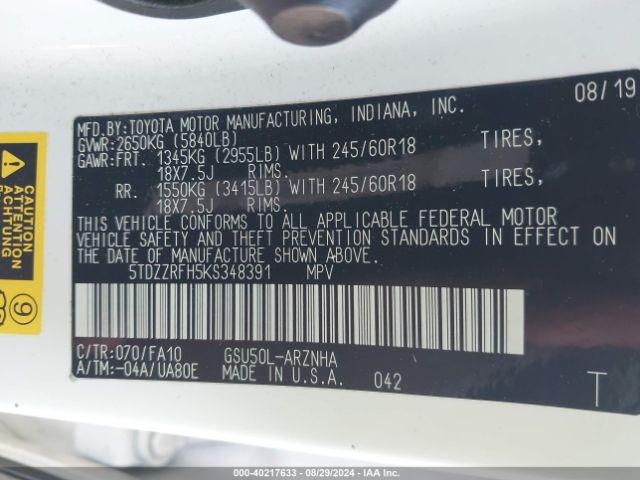 MFD.BY:TOYOTA MOTOR MANUFACTURING, INDIANA, INC. 08/19
GVWR:2650KG (5840LB)
GAWR:FRT. 1345KG (2955LB) WITH 245/60R18 TIRES,
18X7.5J RIMS.
RR. 1550KG (3415LB) WITH 245/60R18 TIRES,
18X7.5J RIMS.
THIS VEHICLE CONFORMS TO ALL APPLICABLE FEDERAL MOTOR
VEHICLE SAFETY AND THEFT PREVENTION STANDARDS IN EFFECT ON
THE DATE OF MANUFACTURE SHOWN ABOVE.
5TDZZRFH5KS348391 MPV
C/TR:070/FA10 GSU50L-ARZNHA
A/TM:-04A/UA80E MADE IN U.S.A. 042 T
CAUTION
ACHTUNG
9
000-40217633 - 08/29/2024 - IAA Inc.